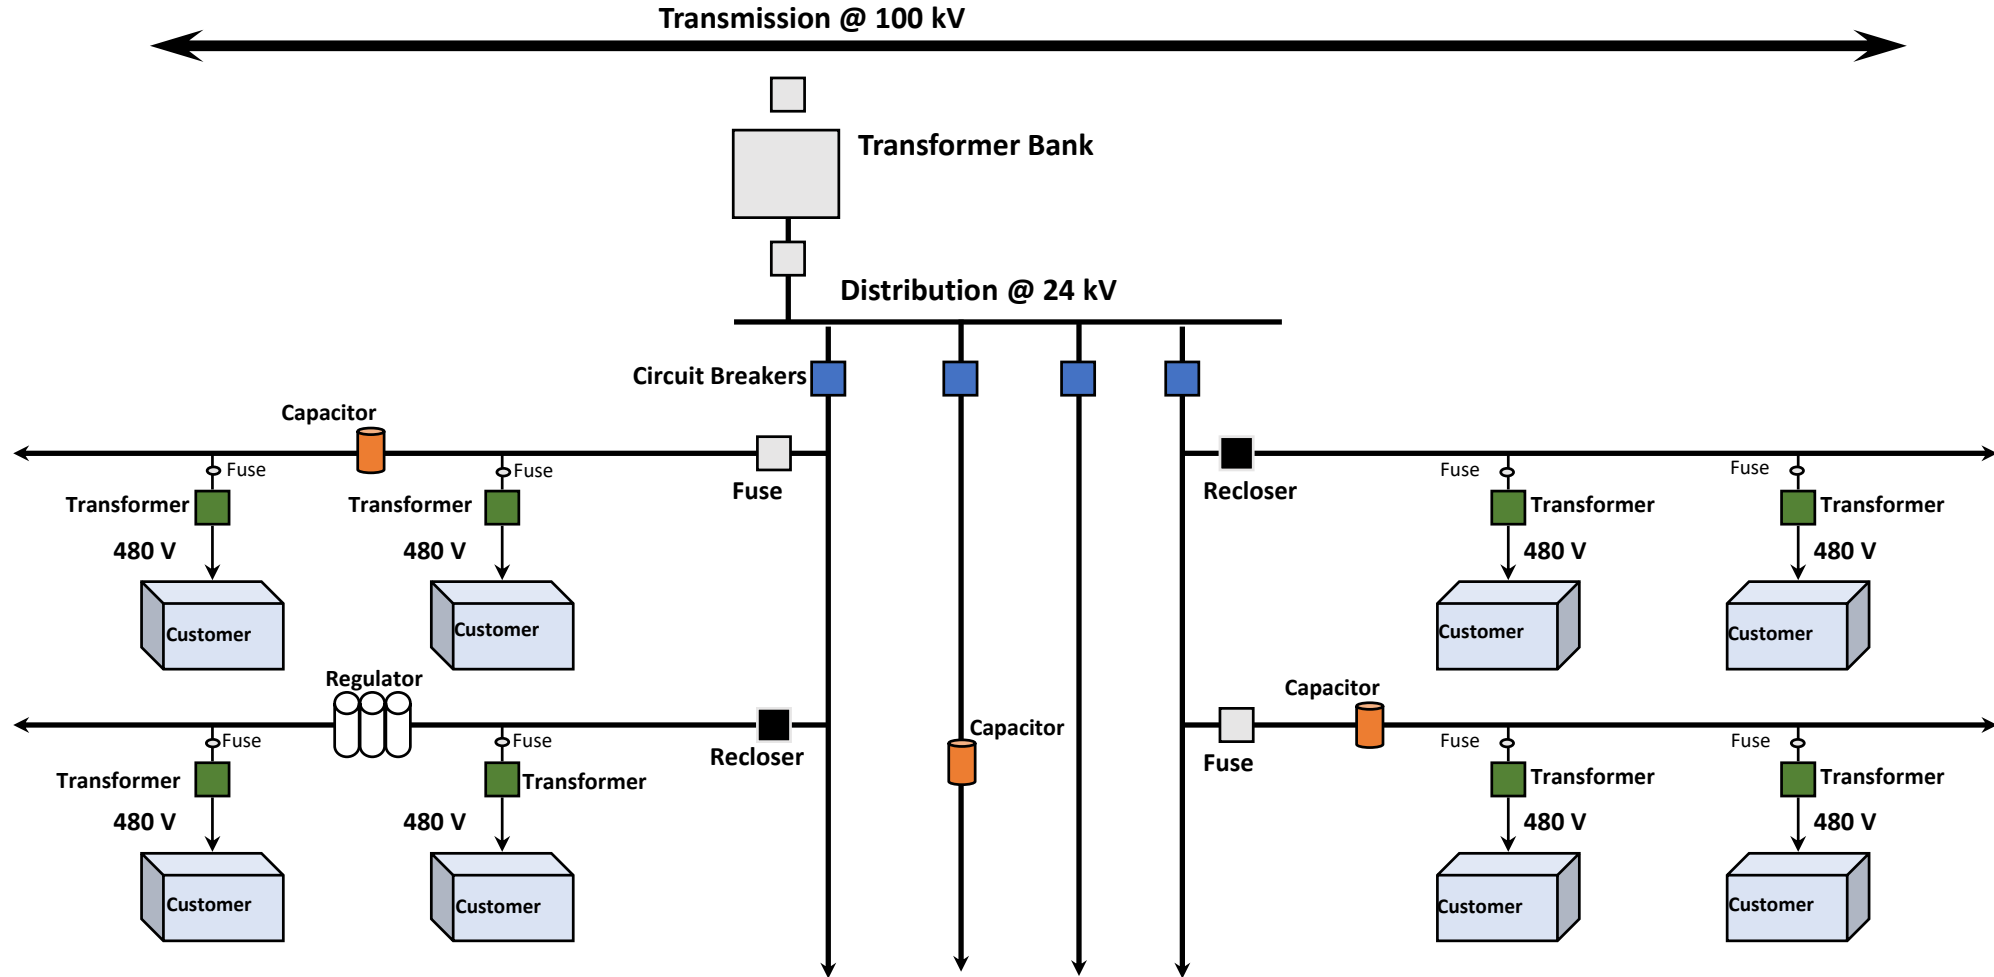 Transmission @ 100 kV
Transformer Bank
Distribution @ 24 kV
Circuit Breakers
Capacitor
Fuse
Fuse
Fuse
Fuse
Transformer
Transformer
Fuse
Recloser
Transformer
Transformer
480 V
480 V
480 V
480 V
Customer
Customer
Customer
Customer
Regulator
Capacitor
Capacitor
Fuse
Fuse
Fuse
Fuse
Recloser
Fuse
Transformer
Transformer
Transformer
Transformer
480 V
480 V
480 V
480 V
Customer
Customer
Customer
Customer